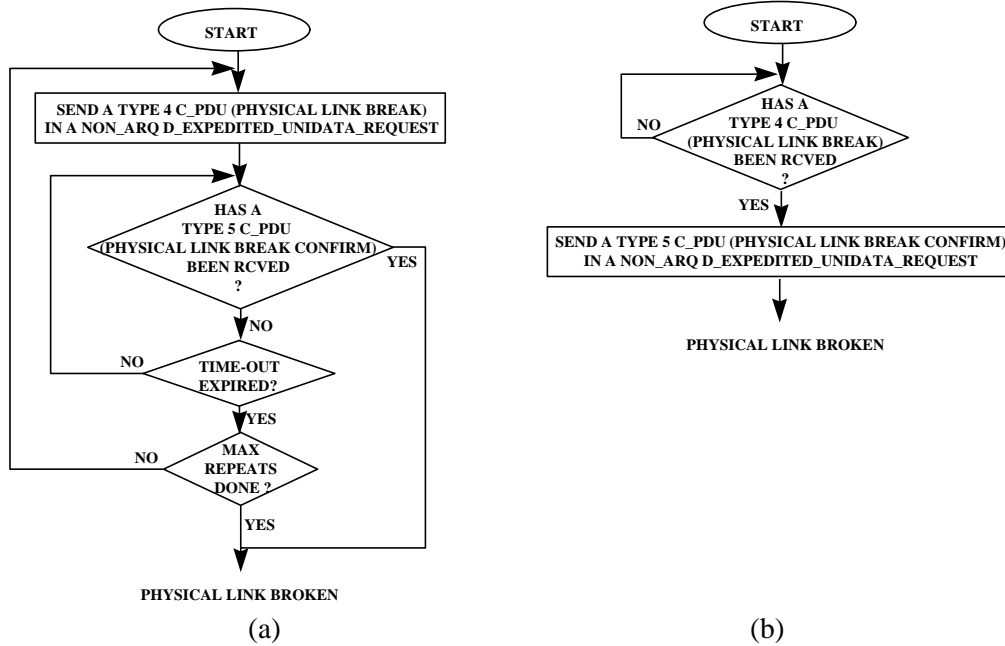 START
SEND A TYPE 4 C_PDU (PHYSICAL LINK BREAK)
IN A NON_ARQ D_EXPEDITED_UNIDATA_REQUEST
HAS A
TYPE 5 C_PDU
(PHYSICAL LINK BREAK CONFIRM)
BEEN RCVED
?
YES
NO
TIME-OUT
EXPIRED?
NO
YES
MAX
REPEATS
DONE ?
NO
YES
PHYSICAL LINK BROKEN
(a)
START
HAS A
TYPE 4 C_PDU
(PHYSICAL LINK BREAK)
BEEN RCVED
?
NO
YES
SEND A TYPE 5 C_PDU (PHYSICAL LINK BREAK CONFIRM)
IN A NON_ARQ D_EXPEDITED_UNIDATA_REQUEST
PHYSICAL LINK BROKEN
(b)